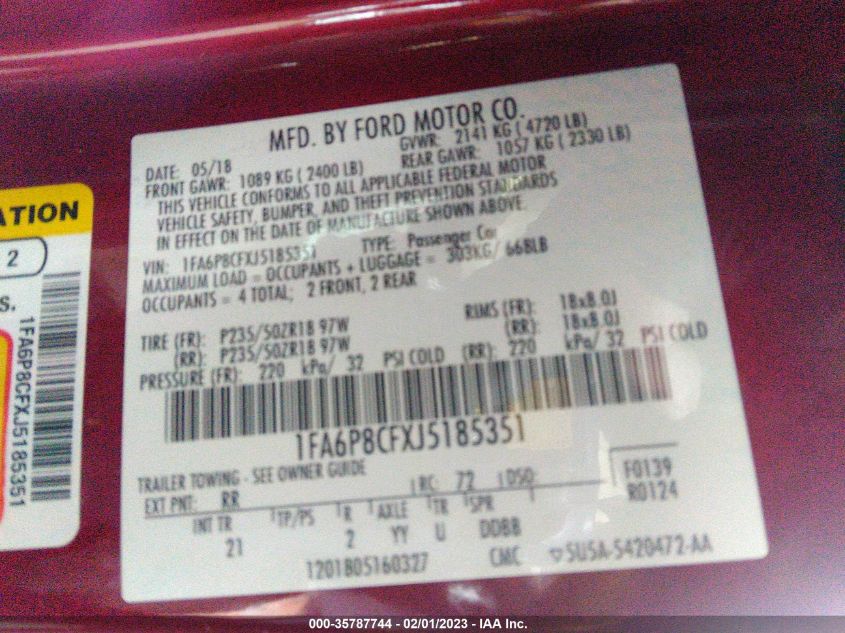 MFD. BY FORD MOTOR CO.
DATE: 05/18 GVWR: 2141 KG ( 4720 LB)
FRONT GAWR: 1089 KG ( 2400 LB) REAR GAWR: 1057 KG ( 2330 LB)
THIS VEHICLE CONFORMS TO ALL APPLICABLE FEDERAL MOTOR
VEHICLE SAFETY, BUMPER, AND THEFT PREVENTION STANDARDS
IN EFFECT ON THE DATE OF MANUFACTURE SHOWN ABOVE.
VIN: 1FA6P8CFXJ5185351 TYPE: Passenger Car
MAXIMUM LOAD = OCCUPANTS + LUGGAGE = 303KG/ 668LB
OCCUPANTS = 4 TOTAL; 2 FRONT, 2 REAR
TIRE (FR): P235/50ZR18 97W RIMS (FR): 18x8.0J
(RR): P235/50ZR18 97W (RR): 18x8.0J
PRESSURE (FR): 220 kPa/ 32 PSI COLD (RR): 220 kPa/ 32 PSI COLD
1FA6P8CFXJ5185351
TRAILER TOWING - SEE OWNER GUIDE
EXT PNT: RR RC: 72 DSO: F0139
R0124
INT TR TP/PS R AXLE TR SPR
21 2 YY U DDBB
1201805160327 CMC ▽5U5A-5420472-AA
ATION
2
S.
1FA6P8CFXJ5185351
000-35787744 - 02/01/2023 - IAA Inc.